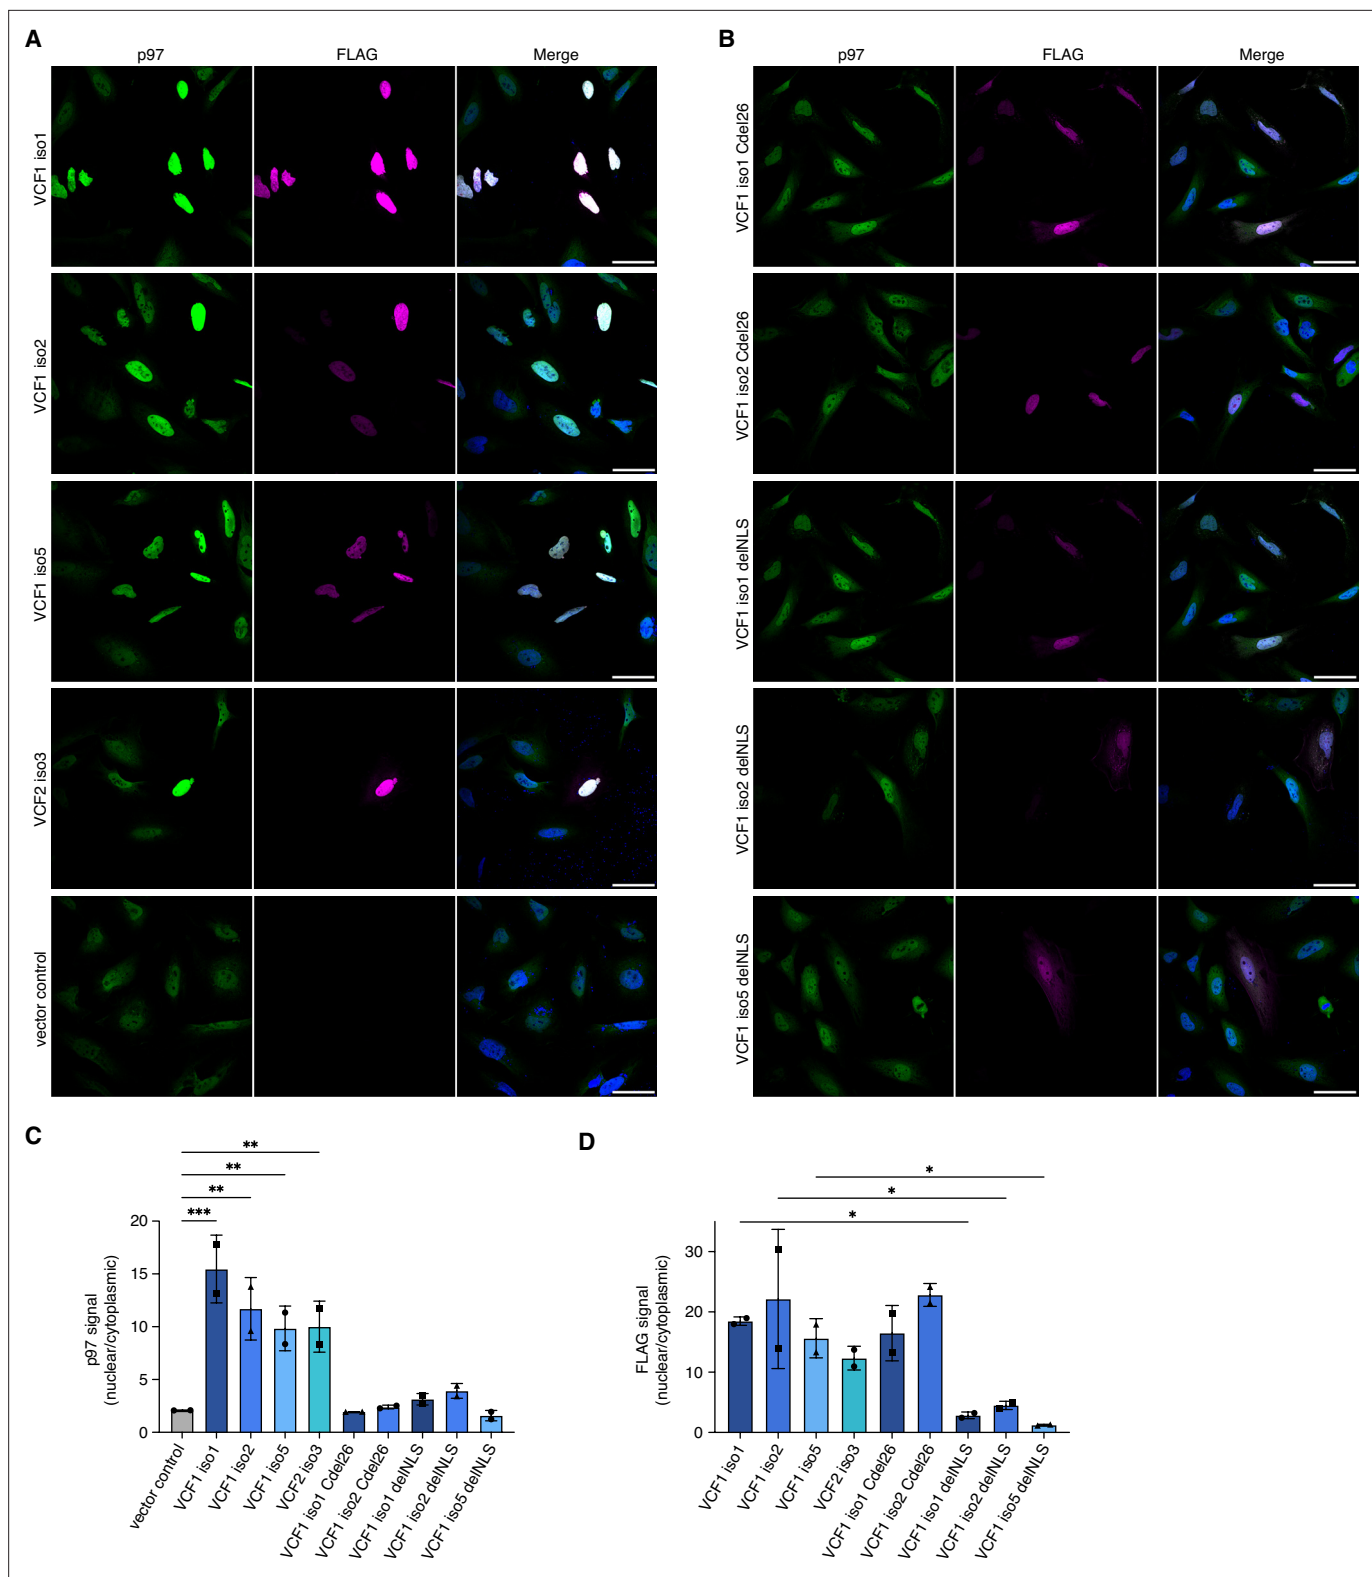 A
p97 FLAG Merge
VCF1 iso1
VCF1 iso2
VCF1 iso5
VCF2 iso3
vector control
B
p97 FLAG Merge
VCF1 iso1 Cdel26
VCF1 iso2 Cdel26
VCF1 iso1 delNLS
VCF1 iso2 delNLS
VCF1 iso5 delNLS
C
**
**
**
***
p97 signal
(nuclear/cytoplasmic)
20
15
10
5
0
vector control
VCF1 iso1
VCF1 iso2
VCF1 iso5
VCF2 iso3
VCF1 iso1 Cdel26
VCF1 iso2 Cdel26
VCF1 iso1 delNLS
VCF1 iso2 delNLS
VCF1 iso5 delNLS
D
*
*
*
FLAG signal
(nuclear/cytoplasmic)
30
20
10
0
VCF1 iso1
VCF1 iso2
VCF1 iso5
VCF2 iso3
VCF1 iso1 Cdel26
VCF1 iso2 Cdel26
VCF1 iso1 delNLS
VCF1 iso2 delNLS
VCF1 iso5 delNLS